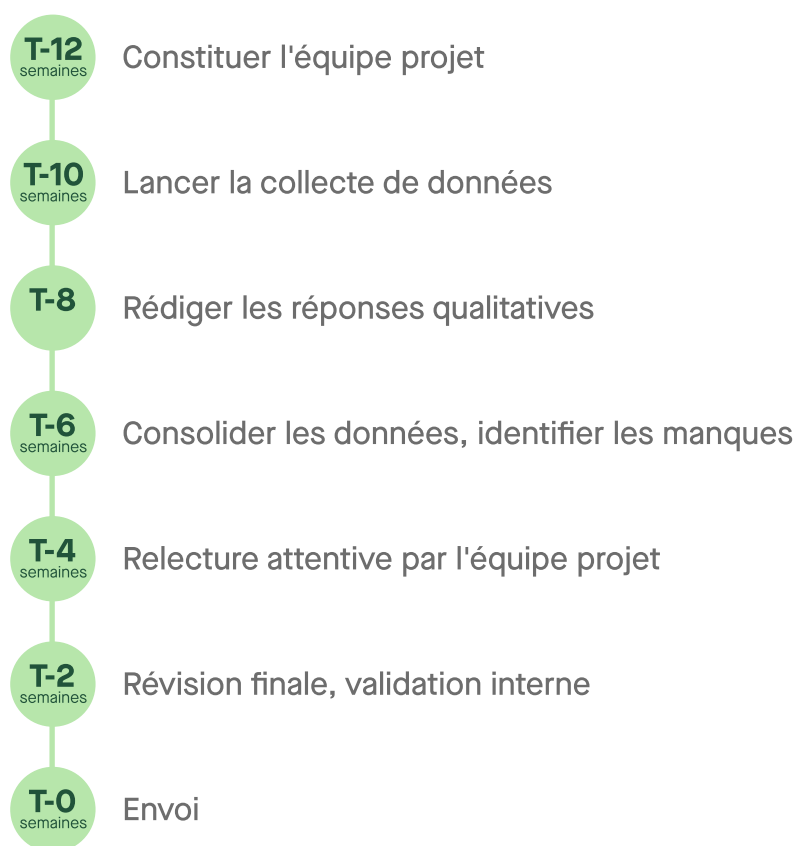 T-12
semaines
Constituer l'équipe projet
T-10
semaines
Lancer la collecte de données
T-8
Rédiger les réponses qualitatives
T-6
semaines
Consolider les données, identifier les manques
T-4
semaines
Relecture attentive par l'équipe projet
T-2
semaines
Révision finale, validation interne
T-0
semaines
Envoi